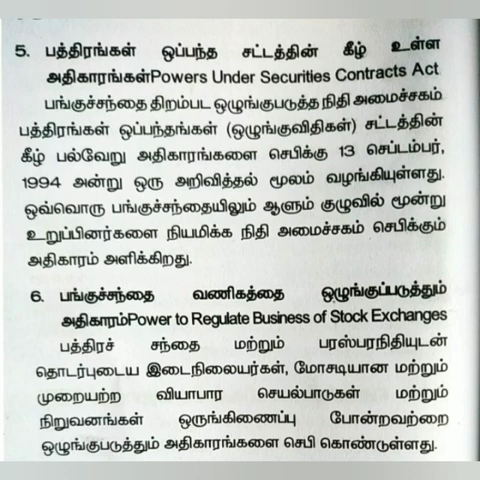 5. பத்திரங்கள் ஒப்பந்த சட்டத்தின் கீழ் உள்ள
அதிகாரங்கள்Powers Under Securities Contracts Act
பங்குச்சந்தை திறம்பட ஒழுங்குபடுத்த நிதி அமைச்சகம்
பத்திரங்கள் ஒப்பந்தங்கள் (ஒழுங்குவிதிகள்) சட்டத்தின்
கீழ் பல்வேறு அதிகாரங்களை செபிக்கு 13 செப்டம்பர்,
1994 அன்று ஒரு அறிவித்தல் மூலம் வழங்கியுள்ளது.
ஒவ்வொரு பங்குச்சந்தையிலும் ஆளும் குழுவில் மூன்று
உறுப்பினர்களை நியமிக்க நிதி அமைச்சகம் செபிக்கும்
அதிகாரம் அளிக்கிறது.
6. பங்குச்சந்தை வணிகத்தை ஒழுங்குப்படுத்தும்
அதிகாரம்Power to Regulate Business of Stock Exchanges
பத்திரச் சந்தை மற்றும் பரஸ்பரநிதியுடன்
தொடர்புடைய இடைநிலையர்கள், மோசடியான மற்றும்
முறையற்ற வியாபார செயல்பாடுகள் மற்றும்
நிறுவனங்கள் ஒருங்கிணைப்பு போன்றவற்றை
ஒழுங்குபடுத்தும் அதிகாரங்களை செபி கொண்டுள்ளது.